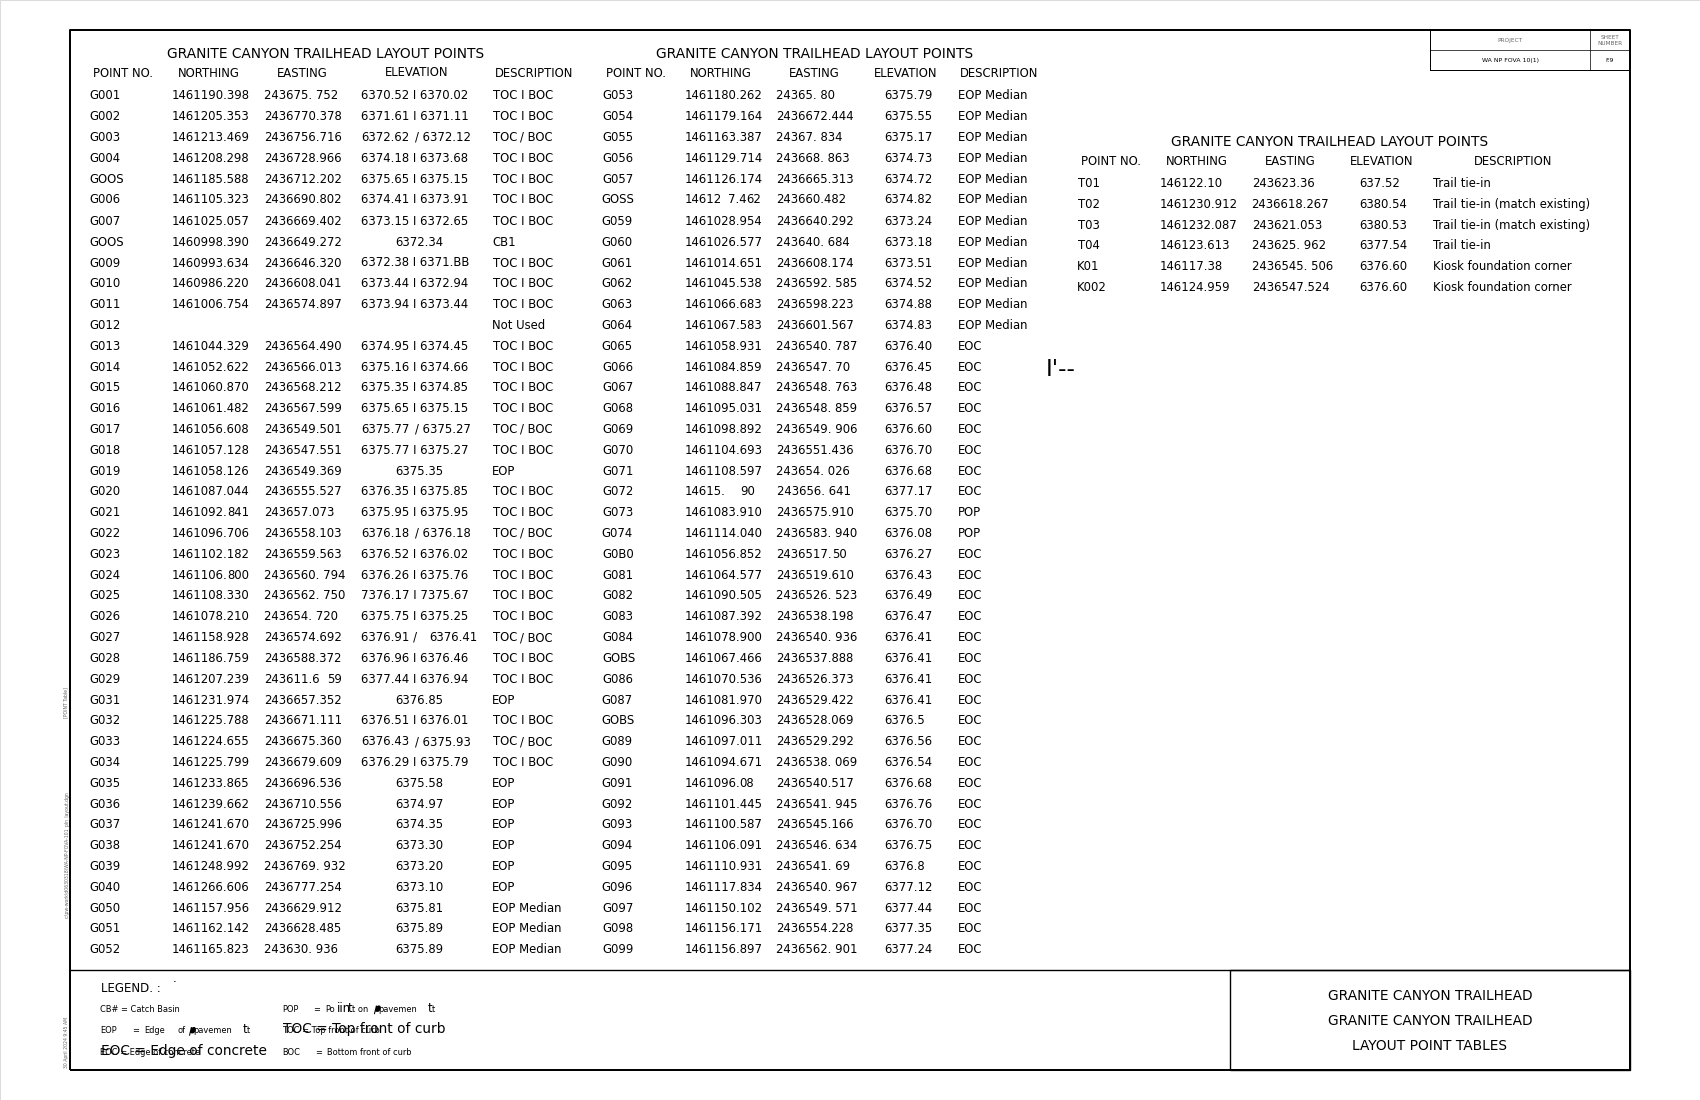 PROJECT SHEET NUMBER
WA NP FOVA 10(1) F.9
GRANITE CANYON TRAILHEAD LAYOUT POINTS
POINT NO. NORTHING EASTING ELEVATION DESCRIPTION
G001 1461190.398 243675. 752 6370.52 I 6370.02 TOC I BOC
G002 1461205.353 2436770.378 6371.61 I 6371.11 TOC I BOC
G003 1461213.469 2436756.716 6372.62 / 6372.12 TOC / BOC
G004 1461208.298 2436728.966 6374.18 I 6373.68 TOC I BOC
GOOS 1461185.588 2436712.202 6375.65 I 6375.15 TOC I BOC
G006 1461105.323 2436690.802 6374.41 I 6373.91 TOC I BOC
G007 1461025.057 2436669.402 6373.15 I 6372.65 TOC I BOC
GOOS 1460998.390 2436649.272 6372.34 CB1
G009 1460993.634 2436646.320 6372.38 I 6371.BB TOC I BOC
G010 1460986.220 2436608.041 6373.44 I 6372.94 TOC I BOC
G011 1461006.754 2436574.897 6373.94 I 6373.44 TOC I BOC
G012 Not Used
G013 1461044.329 2436564.490 6374.95 I 6374.45 TOC I BOC
G014 1461052.622 2436566.013 6375.16 I 6374.66 TOC I BOC
G015 1461060.870 2436568.212 6375.35 I 6374.85 TOC I BOC
G016 1461061.482 2436567.599 6375.65 I 6375.15 TOC I BOC
G017 1461056.608 2436549.501 6375.77 / 6375.27 TOC / BOC
G018 1461057.128 2436547.551 6375.77 I 6375.27 TOC I BOC
G019 1461058.126 2436549.369 6375.35 EOP
G020 1461087.044 2436555.527 6376.35 I 6375.85 TOC I BOC
G021 1461092.841 243657.073 6375.95 I 6375.95 TOC I BOC
G022 1461096.706 2436558.103 6376.18 / 6376.18 TOC / BOC
G023 1461102.182 2436559.563 6376.52 I 6376.02 TOC I BOC
G024 1461106.800 2436560. 794 6376.26 I 6375.76 TOC I BOC
G025 1461108.330 2436562. 750 7376.17 I 7375.67 TOC I BOC
G026 1461078.210 243654. 720 6375.75 I 6375.25 TOC I BOC
G027 1461158.928 2436574.692 6376.91 / 6376.41 TOC / BOC
G028 1461186.759 2436588.372 6376.96 I 6376.46 TOC I BOC
G029 1461207.239 243611.6 59 6377.44 I 6376.94 TOC I BOC
G031 1461231.974 2436657.352 6376.85 EOP
G032 1461225.788 2436671.111 6376.51 I 6376.01 TOC I BOC
G033 1461224.655 2436675.360 6376.43 / 6375.93 TOC / BOC
G034 1461225.799 2436679.609 6376.29 I 6375.79 TOC I BOC
G035 1461233.865 2436696.536 6375.58 EOP
G036 1461239.662 2436710.556 6374.97 EOP
G037 1461241.670 2436725.996 6374.35 EOP
G038 1461241.670 2436752.254 6373.30 EOP
G039 1461248.992 2436769. 932 6373.20 EOP
G040 1461266.606 2436777.254 6373.10 EOP
G050 1461157.956 2436629.912 6375.81 EOP Median
G051 1461162.142 2436628.485 6375.89 EOP Median
G052 1461165.823 243630. 936 6375.89 EOP Median
GRANITE CANYON TRAILHEAD LAYOUT POINTS
POINT NO. NORTHING EASTING ELEVATION DESCRIPTION
G053 1461180.262 24365. 80 6375.79 EOP Median
G054 1461179.164 2436672.444 6375.55 EOP Median
G055 1461163.387 24367. 834 6375.17 EOP Median
G056 1461129.714 243668. 863 6374.73 EOP Median
G057 1461126.174 2436665.313 6374.72 EOP Median
GOSS 14612 7.462 243660.482 6374.82 EOP Median
G059 1461028.954 2436640.292 6373.24 EOP Median
G060 1461026.577 243640. 684 6373.18 EOP Median
G061 1461014.651 2436608.174 6373.51 EOP Median
G062 1461045.538 2436592. 585 6374.52 EOP Median
G063 1461066.683 2436598.223 6374.88 EOP Median
G064 1461067.583 2436601.567 6374.83 EOP Median
G065 1461058.931 2436540. 787 6376.40 EOC
G066 1461084.859 2436547. 70 6376.45 EOC
G067 1461088.847 2436548. 763 6376.48 EOC
G068 1461095.031 2436548. 859 6376.57 EOC
G069 1461098.892 2436549. 906 6376.60 EOC
G070 1461104.693 2436551.436 6376.70 EOC
G071 1461108.597 243654. 026 6376.68 EOC
G072 14615. 90 243656. 641 6377.17 EOC
G073 1461083.910 2436575.910 6375.70 POP
G074 1461114.040 2436583. 940 6376.08 POP
G0B0 1461056.852 2436517.50 6376.27 EOC
G081 1461064.577 2436519.610 6376.43 EOC
G082 1461090.505 2436526. 523 6376.49 EOC
G083 1461087.392 2436538.198 6376.47 EOC
G084 1461078.900 2436540. 936 6376.41 EOC
GOBS 1461067.466 2436537.888 6376.41 EOC
G086 1461070.536 2436526.373 6376.41 EOC
G087 1461081.970 2436529.422 6376.41 EOC
GOBS 1461096.303 2436528.069 6376.5 EOC
G089 1461097.011 2436529.292 6376.56 EOC
G090 1461094.671 2436538. 069 6376.54 EOC
G091 1461096.08 2436540.517 6376.68 EOC
G092 1461101.445 2436541. 945 6376.76 EOC
G093 1461100.587 2436545.166 6376.70 EOC
G094 1461106.091 2436546. 634 6376.75 EOC
G095 1461110.931 2436541. 69 6376.8 EOC
G096 1461117.834 2436540. 967 6377.12 EOC
G097 1461150.102 2436549. 571 6377.44 EOC
G098 1461156.171 2436554.228 6377.35 EOC
G099 1461156.897 2436562. 901 6377.24 EOC
GRANITE CANYON TRAILHEAD LAYOUT POINTS
POINT NO. NORTHING EASTING ELEVATION DESCRIPTION
T01 146122.10 243623.36 637.52 Trail tie-in
T02 1461230.912 2436618.267 6380.54 Trail tie-in (match existing)
T03 1461232.087 243621.053 6380.53 Trail tie-in (match existing)
T04 146123.613 243625. 962 6377.54 Trail tie-in
K01 146117.38 2436545. 506 6376.60 Kiosk foundation corner
K002 146124.959 2436547.524 6376.60 Kiosk foundation corner
I'--
LEGEND. :
CB# = Catch Basin POP = Po iint t on pavemen tt
EOP = Edge of pavemen tt TOC = Top front of curb
EOC = Edge of concrete BOC = Bottom front of curb
GRANITE CANYON TRAILHEAD
GRANITE CANYON TRAILHEAD
LAYOUT POINT TABLES